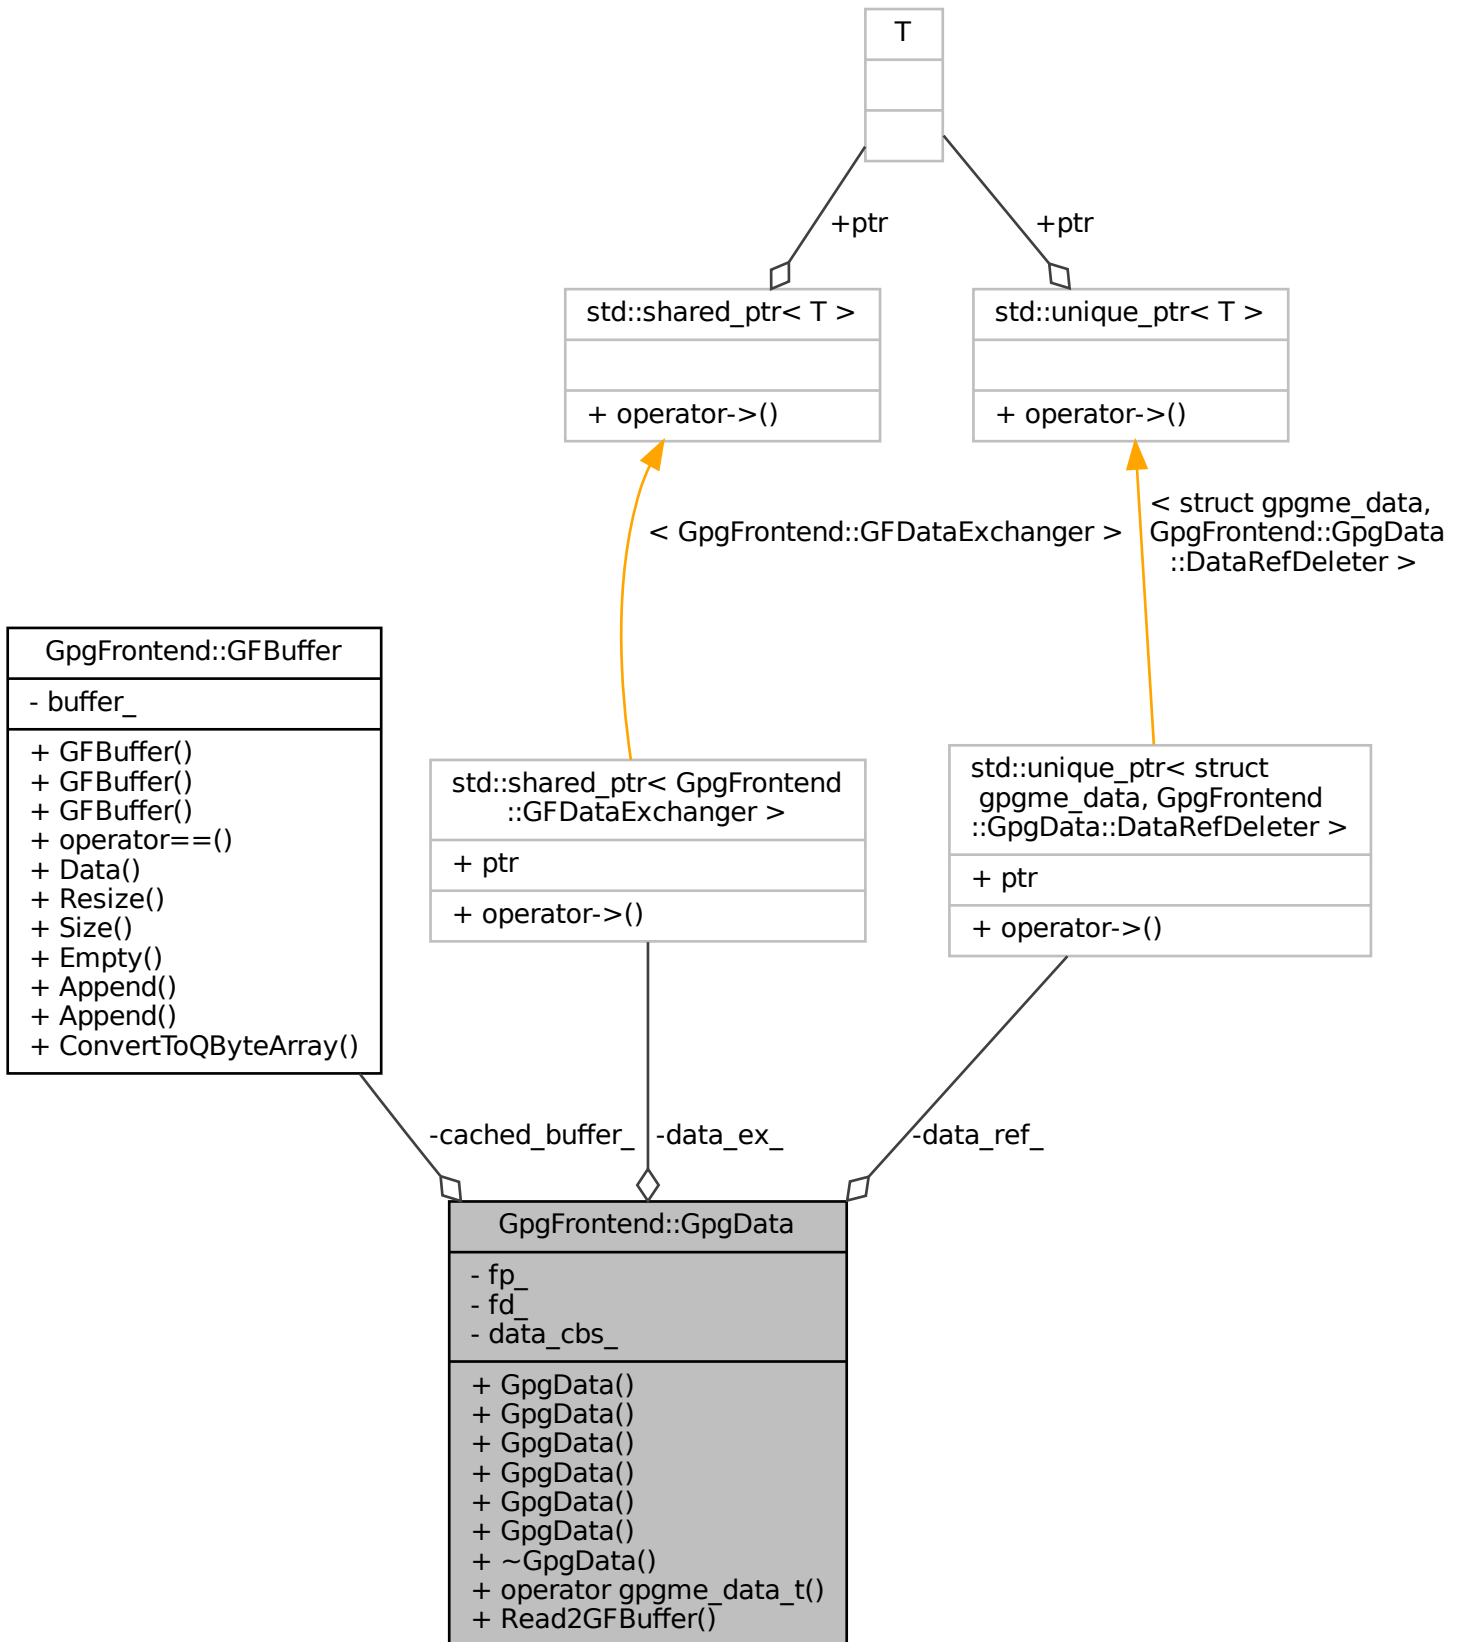 T
+ptr
+ptr
std::shared_ptr< T >
+ operator->()
std::unique_ptr< T >
+ operator->()
< GpgFrontend::GFDataExchanger >
< struct gpgme_data,
GpgFrontend::GpgData
::DataRefDeleter >
GpgFrontend::GFBuffer
- buffer_
+ GFBuffer()
+ GFBuffer()
+ GFBuffer()
+ operator==()
+ Data()
+ Resize()
+ Size()
+ Empty()
+ Append()
+ Append()
+ ConvertToQByteArray()
std::shared_ptr< GpgFrontend
::GFDataExchanger >
+ ptr
+ operator->()
std::unique_ptr< struct
gpgme_data, GpgFrontend
::GpgData::DataRefDeleter >
+ ptr
+ operator->()
-cached_buffer_
-data_ex_
-data_ref_
GpgFrontend::GpgData
- fp_
- fd_
- data_cbs_
+ GpgData()
+ GpgData()
+ GpgData()
+ GpgData()
+ GpgData()
+ GpgData()
+ ~GpgData()
+ operator gpgme_data_t()
+ Read2GFBuffer()